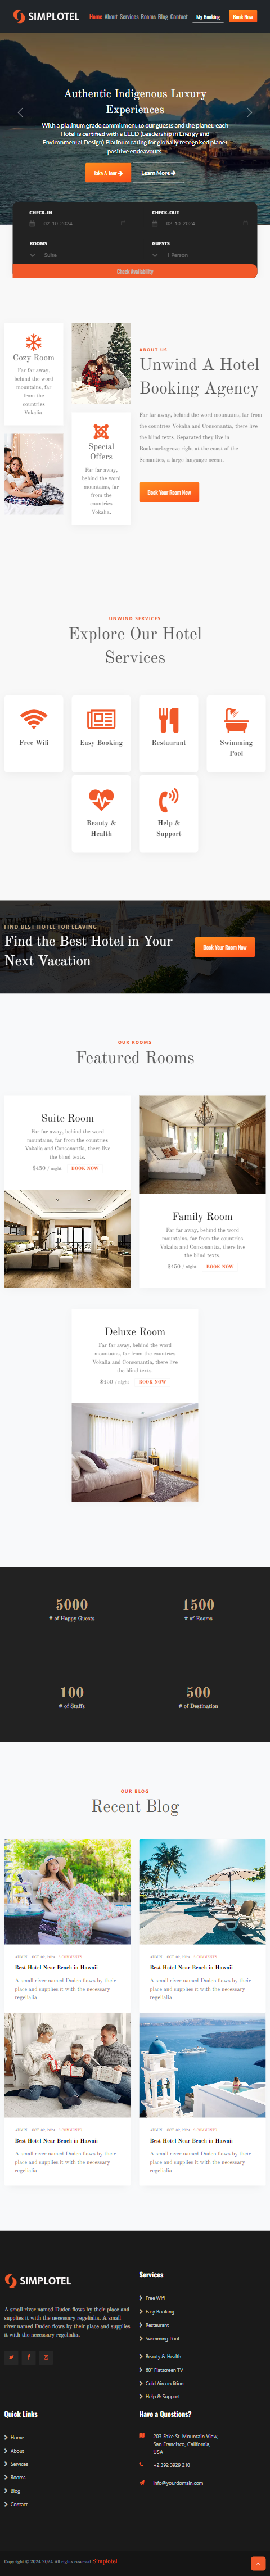 SIMPLOTEL
Home About Services Rooms Blog Contact My Booking Book Now
Authentic Indigenous Luxury
Experiences
With a platinum grade commitment to our guests and the planet, each
Hotel is certified with a LEED (Leadership in Energy and
Environmental Design) Platinum rating for globally recognised planet
positive endeavours.
Take A Tour
Learn More
CHECK-IN
CHECK-OUT
02-10-2024
02-10-2024
ROOMS
GUESTS
Suite
1 Person
Check Availability
Cozy Room
Far far away,
behind the word
mountains, far
from the
countries
Vokalia.
Special
Offers
Far far away,
behind the word
mountains, far
from the
countries
Vokalia.
ABOUT US
Unwind A Hotel
Booking Agency
Far far away, behind the word mountains, far from
the countries Vokalia and Consonantia, there live
the blind texts. Separated they live in
Bookmarksgrove right at the coast of the
Semantics, a large language ocean.
Book Your Room Now
UNWIND SERVICES
Explore Our Hotel
Services
Free Wifi
Easy Booking
Restaurant
Swimming
Pool
Beauty &
Health
Help &
Support
FIND BEST HOTEL FOR LEAVING
Find the Best Hotel in Your
Next Vacation
Book Your Room Now
OUR ROOMS
Featured Rooms
Suite Room
Far far away, behind the word
mountains, far from the countries
Vokalia and Consonantia, there live
the blind texts.
$150 / night BOOK NOW
Family Room
Far far away, behind the word
mountains, far from the countries
Vokalia and Consonantia, there live
the blind texts.
$150 / night BOOK NOW
Deluxe Room
Far far away, behind the word
mountains, far from the countries
Vokalia and Consonantia, there live
the blind texts.
$150 / night BOOK NOW
5000
# of Happy Guests
1500
# of Rooms
100
# of Staffs
500
# of Destination
OUR BLOG
Recent Blog
ADMIN OCT. 02, 2024 3 COMMENTS
Best Hotel Near Beach in Hawaii
A small river named Duden flows by their
place and supplies it with the necessary
regelialia.
ADMIN OCT. 02, 2024 3 COMMENTS
Best Hotel Near Beach in Hawaii
A small river named Duden flows by their
place and supplies it with the necessary
regelialia.
ADMIN OCT. 02, 2024 3 COMMENTS
Best Hotel Near Beach in Hawaii
A small river named Duden flows by their
place and supplies it with the necessary
regelialia.
ADMIN OCT. 02, 2024 3 COMMENTS
Best Hotel Near Beach in Hawaii
A small river named Duden flows by their
place and supplies it with the necessary
regelialia.
SIMPLOTEL
A small river named Duden flows by their place and
supplies it with the necessary regelialia. A small
river named Duden flows by their place and supplies
it with the necessary regelialia.
Services
Free Wifi
Easy Booking
Restaurant
Swimming Pool
Beauty & Health
60" Flatscreen TV
Cold Aircondition
Help & Support
Quick Links
Home
About
Services
Rooms
Blog
Contact
Have a Questions?
203 Fake St. Mountain View,
San Francisco, California,
USA
+2 392 3929 210
info@yourdomain.com
Copyright © 2024 2024 All rights reserved Simplotel